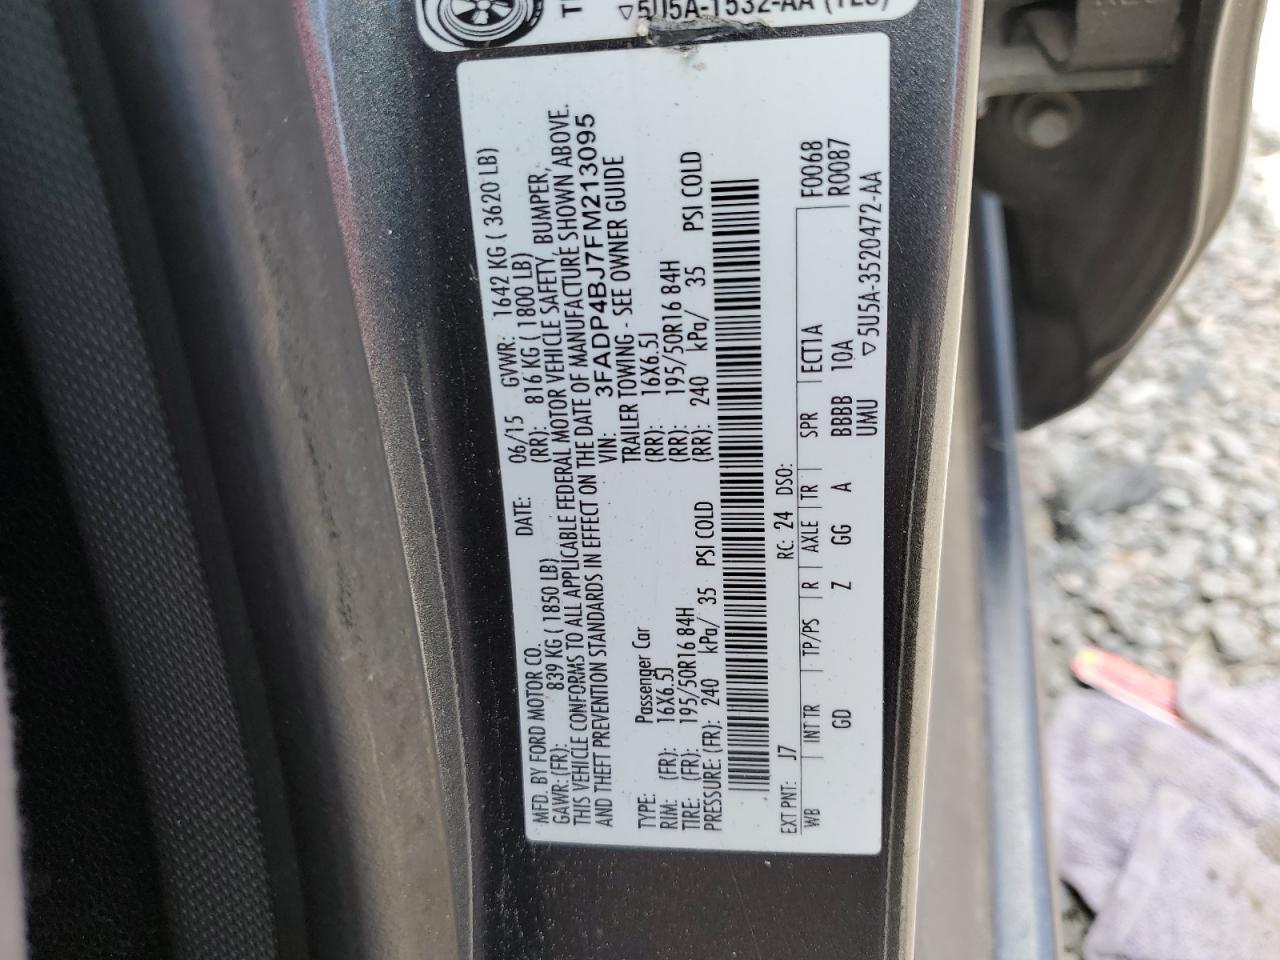 5U5A-1532-AA
MFD. BY FORD MOTOR CO. DATE: 06/15 GVWR: 1642 KG ( 3620 LB)
GAWR: (FR): 839 KG ( 1850 LB) (RR): 816 KG ( 1800 LB)
THIS VEHICLE CONFORMS TO ALL APPLICABLE FEDERAL MOTOR VEHICLE SAFETY, BUMPER,
AND THEFT PREVENTION STANDARDS IN EFFECT ON THE DATE OF MANUFACTURE SHOWN ABOVE.
VIN: 3FADP4BJ7FM213095
TYPE: Passenger Car TRAILER TOWING - SEE OWNER GUIDE
RIM: (FR): 16X6.5J (RR): 16X6.5J
TIRE: (FR): 195/50R16 84H (RR): 195/50R16 84H
PRESSURE: (FR): 240 kPa/ 35 PSI COLD (RR): 240 kPa/ 35 PSI COLD
EXT PNT: J7 RC: 24 DSO: F0068
WB INT TR TP/PS R AXLE TR SPR ECT1A R0087
GD Z GG A BBBB 10A
UMU ▽5U5A-3520472-AA